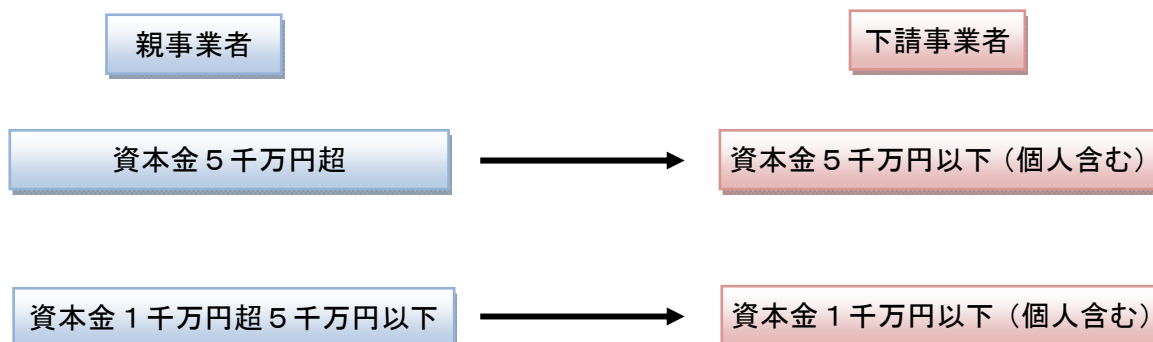 親事業者
下請事業者
資本金５千万円超
資本金５千万円以下（個人含む）
資本金１千万円超５千万円以下
資本金１千万円以下（個人含む）